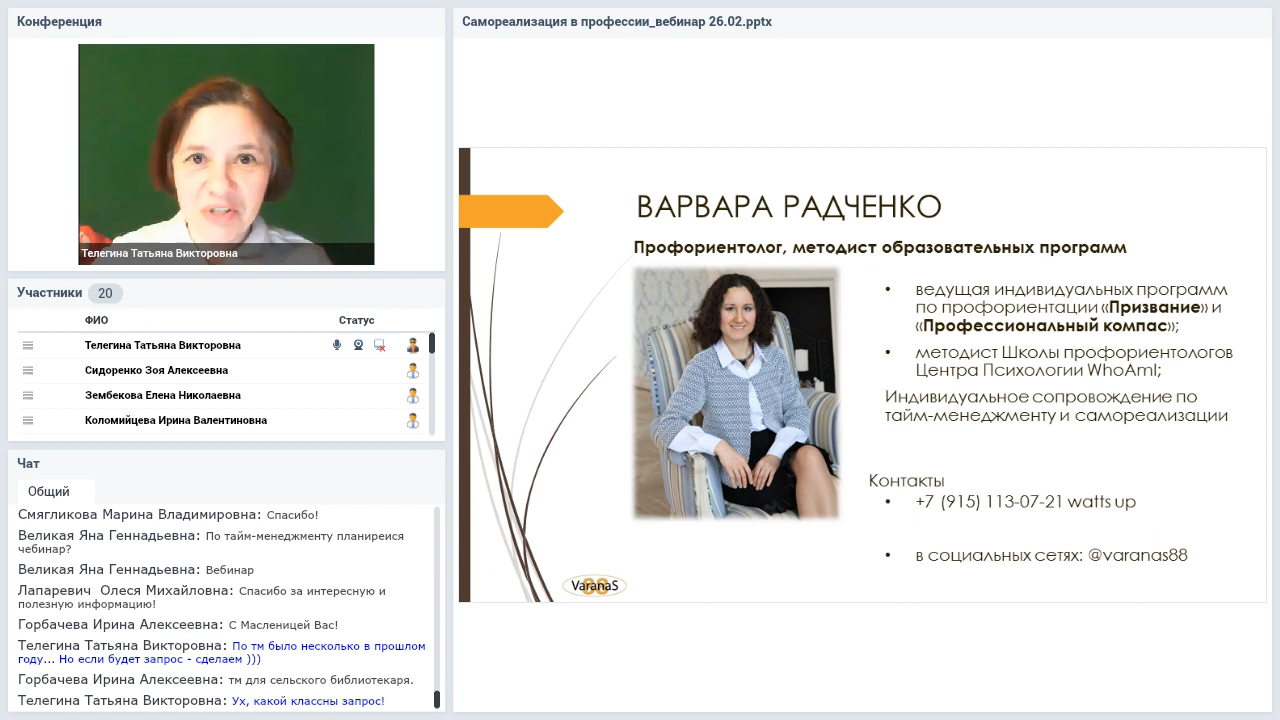 Конференция
Телегина Татьяна Викторовна
Участники 20
ФИО Статус
Телегина Татьяна Викторовна
Сидоренко Зоя Алексеевна
Зембекова Елена Николаевна
Коломийцева Ирина Валентиновна
Чат
Общий
Смягликова Марина Владимировна: Спасибо!
Великая Яна Геннадьевна: По тайм-менеджменту планиреися
чебинар?
Великая Яна Геннадьевна: Вебинар
Лапаревич Олеся Михайловна: Спасибо за интересную и
полезную информацию!
Горбачева Ирина Алексеевна: С Масленицей Вас!
Телегина Татьяна Викторовна: По тм было несколько в прошлом
году... Но если будет запрос - сделаем )))
Горбачева Ирина Алексеевна: тм для сельского библиотекаря.
Телегина Татьяна Викторовна: Ух, какой классны запрос!
Самореализация в профессии_вебинар 26.02.pptx
ВАРВАРА РАДЧЕНКО
Профориентолог, методист образовательных программ
• ведущая индивидуальных программ
по профориентации «Призвание» и
«Профессиональный компас»;
• методист Школы профориентологов
Центра Психологии WhoAmI;
Индивидуальное сопровождение по
тайм-менеджменту и самореализации
Контакты
• +7 (915) 113-07-21 watts up
• в социальных сетях: @varanas88
VaranaS
88